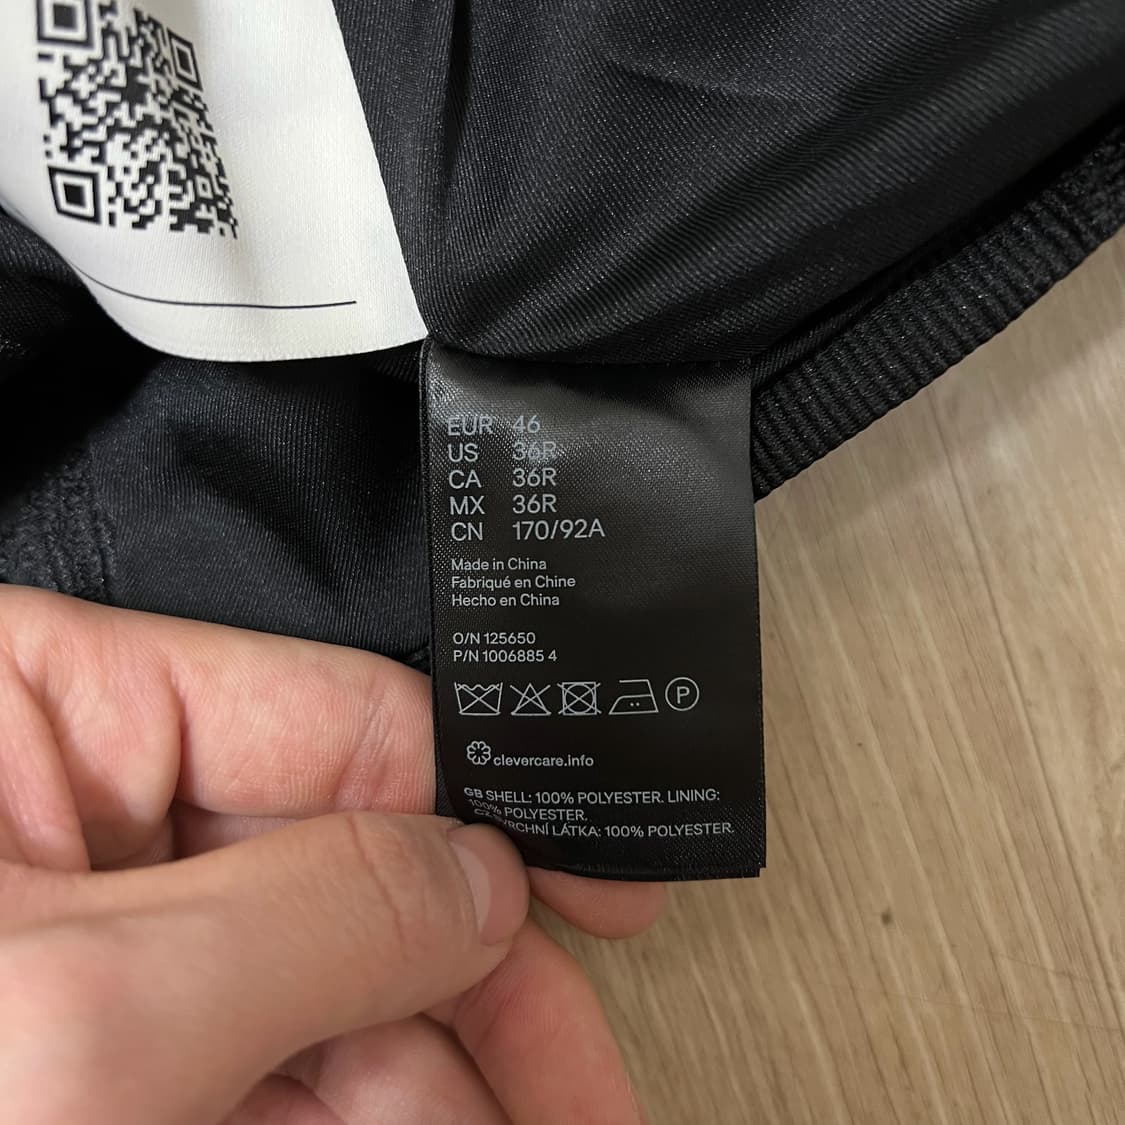 EUR 46
US 36R
CA 36R
MX 36R
CN 170/92A
Made in China
Fabriqué en Chine
Hecho en China
O/N 125650
P/N 1006885 4
P
clevercare.info
GB SHELL: 100% POLYESTER. LINING:
100% POLYESTER.
CZ LÁTKA: 100% POLYESTER.